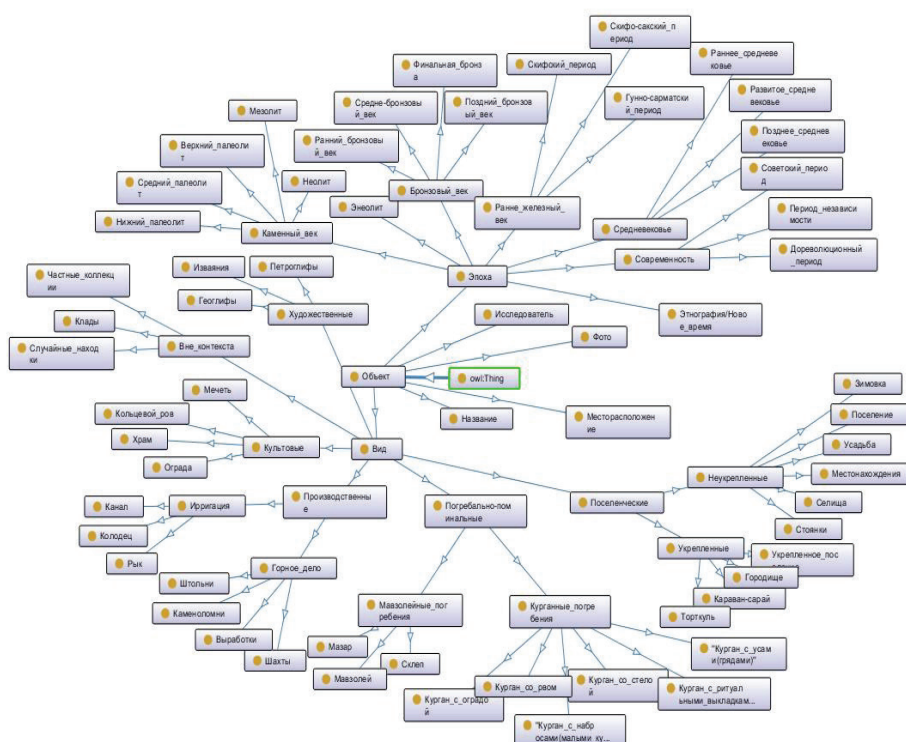 Скифо-сакский_п
ериод
Раннее_средневе
ковье
Финальная_бронз
а
Скифский_период
Развитое_средне
вековье
Средне-бронзовы
й_век
Поздний_бронзов
ый_век
Гунно-сарматски
й_период
Мезолит
Позднее_среднев
ековье
Верхний_палеоли
т
Ранний_бронзовы
й_век
Советский_перио
д
Средний_палеоли
т
Неолит
Бронзовый_век
Энеолит
Ранне_железный_
век
Период_независи
мости
Нижний_палеолит
Каменный_век
Средневековье
Дореволюционный
_период
Современность
Частные_коллекц
ии
Изваяния
Петроглифы
Эпоха
Геоглифы
Художественные
Исследователь
Этнография/Ново
е_время
Клады
Вне_контекста
Фото
Случайные_наход
ки
Объект
owl:Thing
Зимовка
Мечеть
Название
Месторасположен
ие
Поселение
Кольцевой_ров
Храм
Культовые
Вид
Усадьба
Ограда
Неукрепленные
Местонахождения
Производственны
е
Погребально-пом
инальные
Поселенческие
Селища
Канал
Ирригация
Стоянки
Колодец
Укрепленные
Укрепленное_пос
Рык
Горное_дело
Городище
Штольни
Караван-сарай
Каменоломни
Мавзолейные_пог
ребения
Курганные_погре
бения
Торткуль
Выработки
Мазар
"Курган_с_усам
и(грядами)"
Шахты
Склеп
Мавзолей
Курган_с_оградо
й
Курган_со_рвом
Курган_со_стело
й
Курган_с_ритуал
ьными_выкладкам...
"Курган_с_набр
осами(малыми_ку...